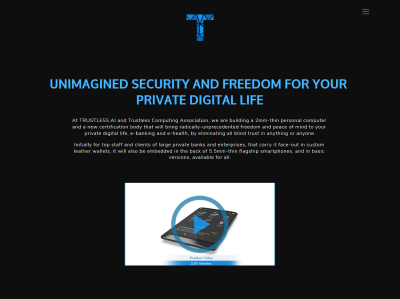 UNIMAGINED SECURITY AND FREEDOM FOR YOUR
PRIVATE DIGITAL LIFE
At TRUSTLESS.AI and Trustless Computing Association, we are building a 2mm-thin personal computer
and a new certification body that will bring radically-unprecedented freedom and peace of mind to your
private digital life, e-banking and e-health, by eliminating all blind trust in anything or anyone.
Initially for top staff and clients of large private banks and enterprises, that carry it face-out in custom
leather wallets, it will also be embedded in the back of 5.5mm-thin flagship smartphones, and in basic
versions, available for all.
Product Video
2.37 minutes